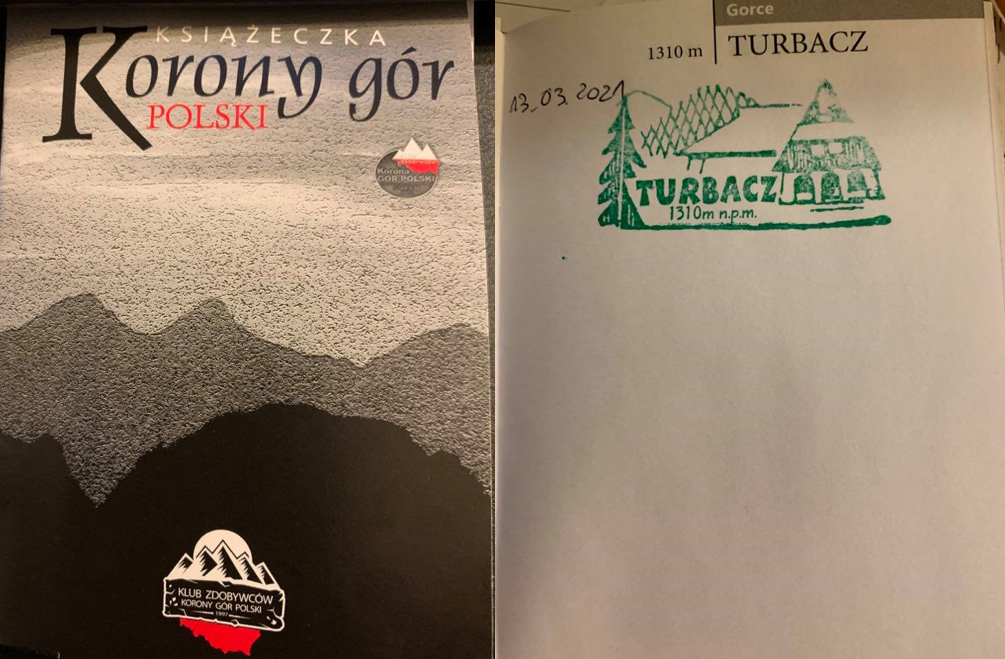 KSIĄŻECZKA
Korony gór
POLSKI
Korona
GÓR POLSKI
KLUB ZDOBYWCÓW
KORONY GÓR POLSKI
1997
Gorce
1310 m TURBACZ
13.03.2021
TURBACZ
1310m n.p.m.